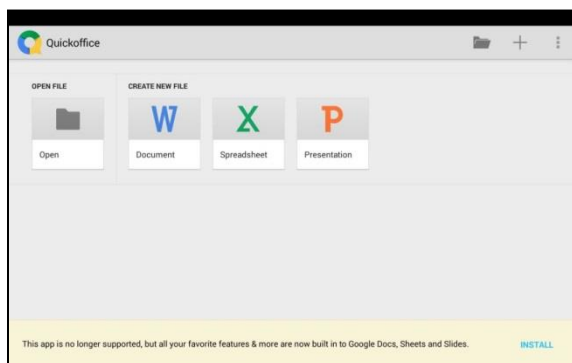 Quickoffice
OPEN FILE
CREATE NEW FILE
W
X
P
Open
Document
Spreadsheet
Presentation
This app is no longer supported, but all your favorite features & more are now built in to Google Docs, Sheets and Slides.
INSTALL